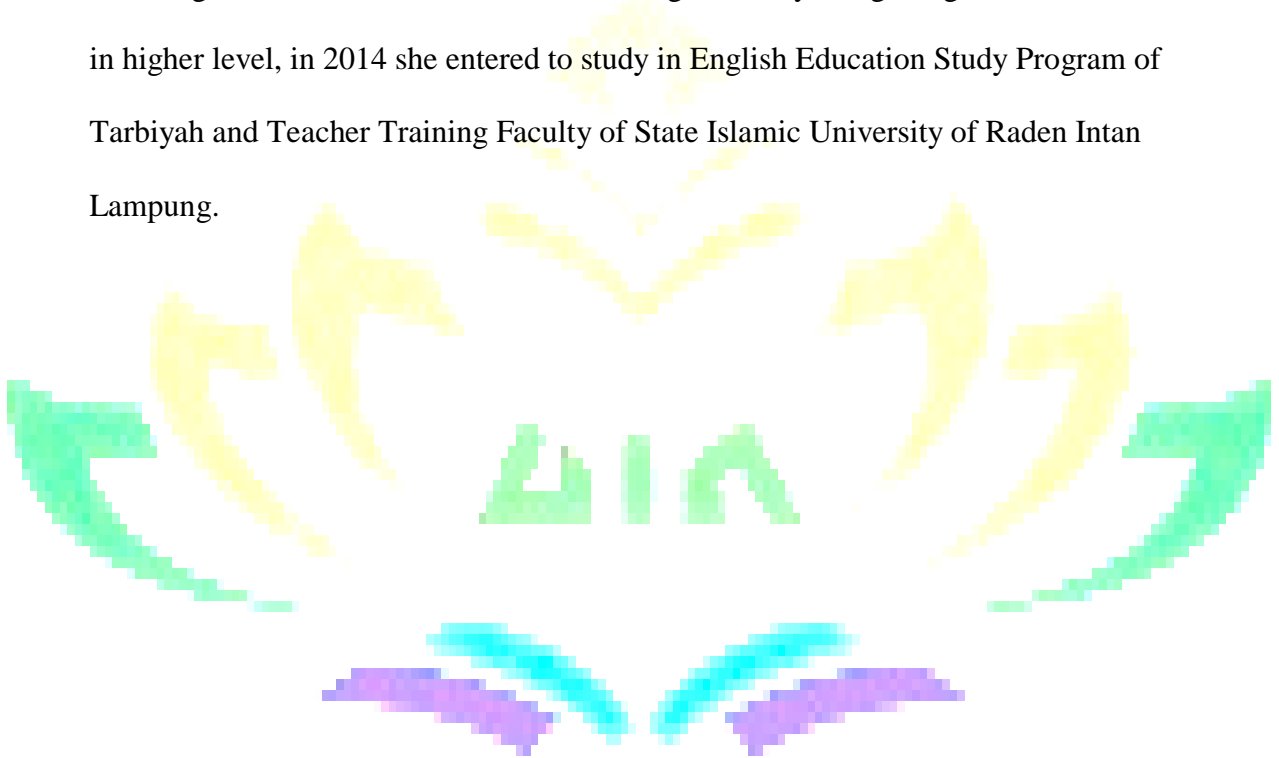 in higher level, in 2014 she entered to study in English Education Study Program of
Tarbiyah and Teacher Training Faculty of State Islamic University of Raden Intan
Lampung.